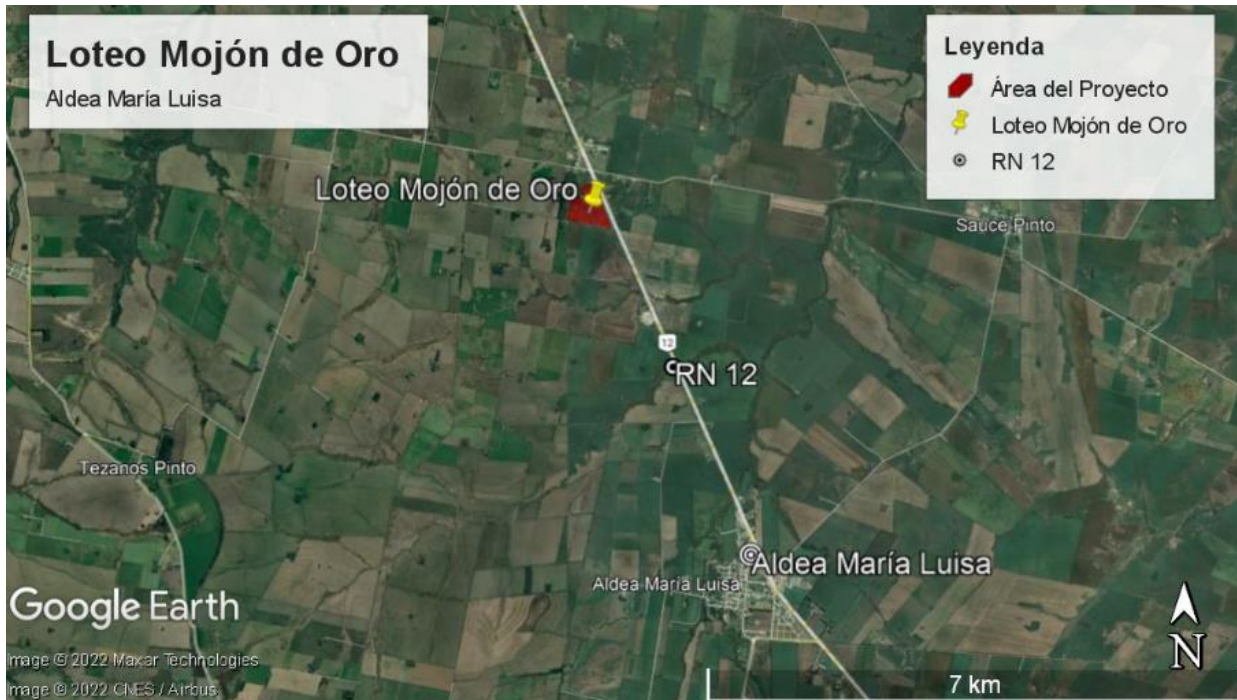 Loteo Mojón de Oro
Aldea María Luisa
Leyenda
Área del Proyecto
Loteo Mojón de Oro
RN 12
Loteo Mojón de Oro
Sauce Pinto
12
RN 12
Tezanos Pinto
Aldea María Luisa
Aldea María Luisa
Google Earth
Image © 2022 Maxar Technologies
Image © 2022 CNES / Airbus
7 km
N